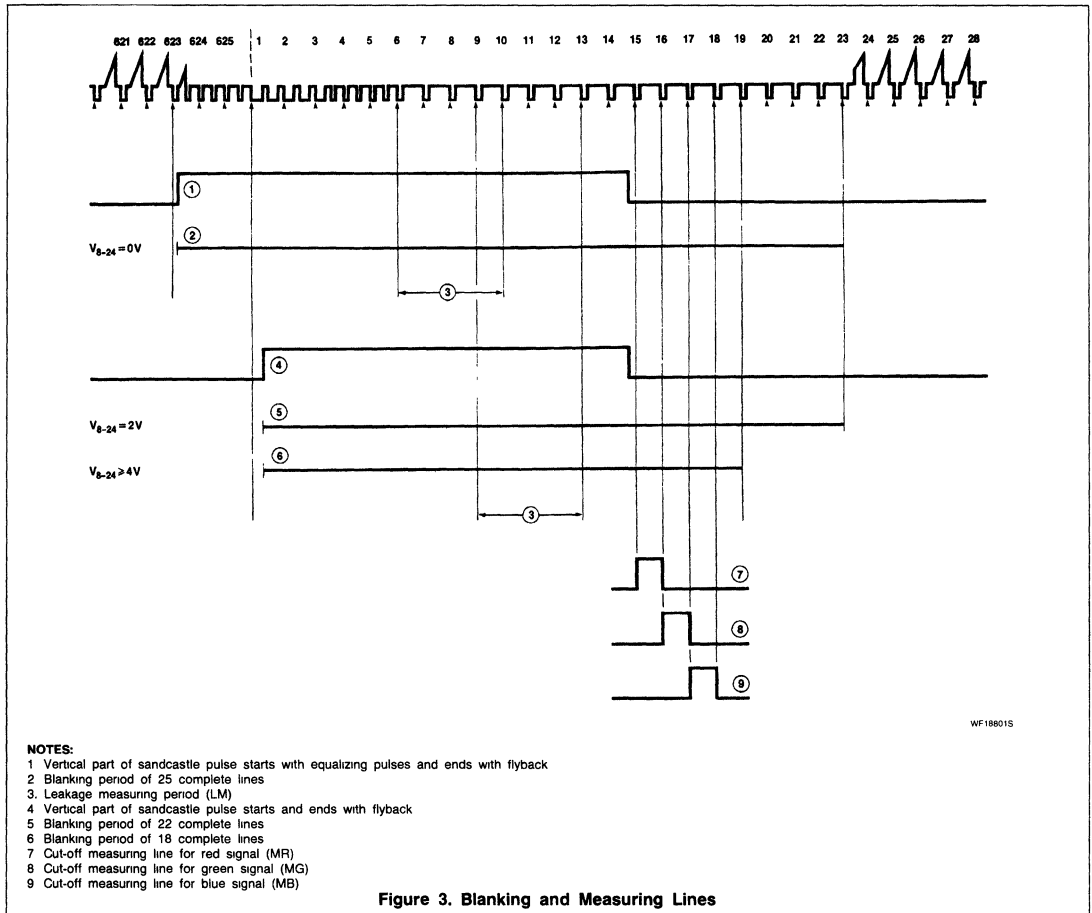 621 622 623 624 625 1 2 3 4 5 6 7 8 9 10 11 12 13 14 15 16 17 18 19 20 21 22 23 24 25 26 27 28
1
2
V8-24=0V
3
4
5
V8-24=2V
6
V8-24⩾4V
3
7
8
9
WF18801S
NOTES:
1 Vertical part of sandcastle pulse starts with equalizing pulses and ends with flyback
2 Blanking period of 25 complete lines
3. Leakage measuring period (LM)
4 Vertical part of sandcastle pulse starts and ends with flyback
5 Blanking period of 22 complete lines
6 Blanking period of 18 complete lines
7 Cut-off measuring line for red signal (MR)
8 Cut-off measuring line for green signal (MG)
9 Cut-off measuring line for blue signal (MB)
Figure 3. Blanking and Measuring Lines